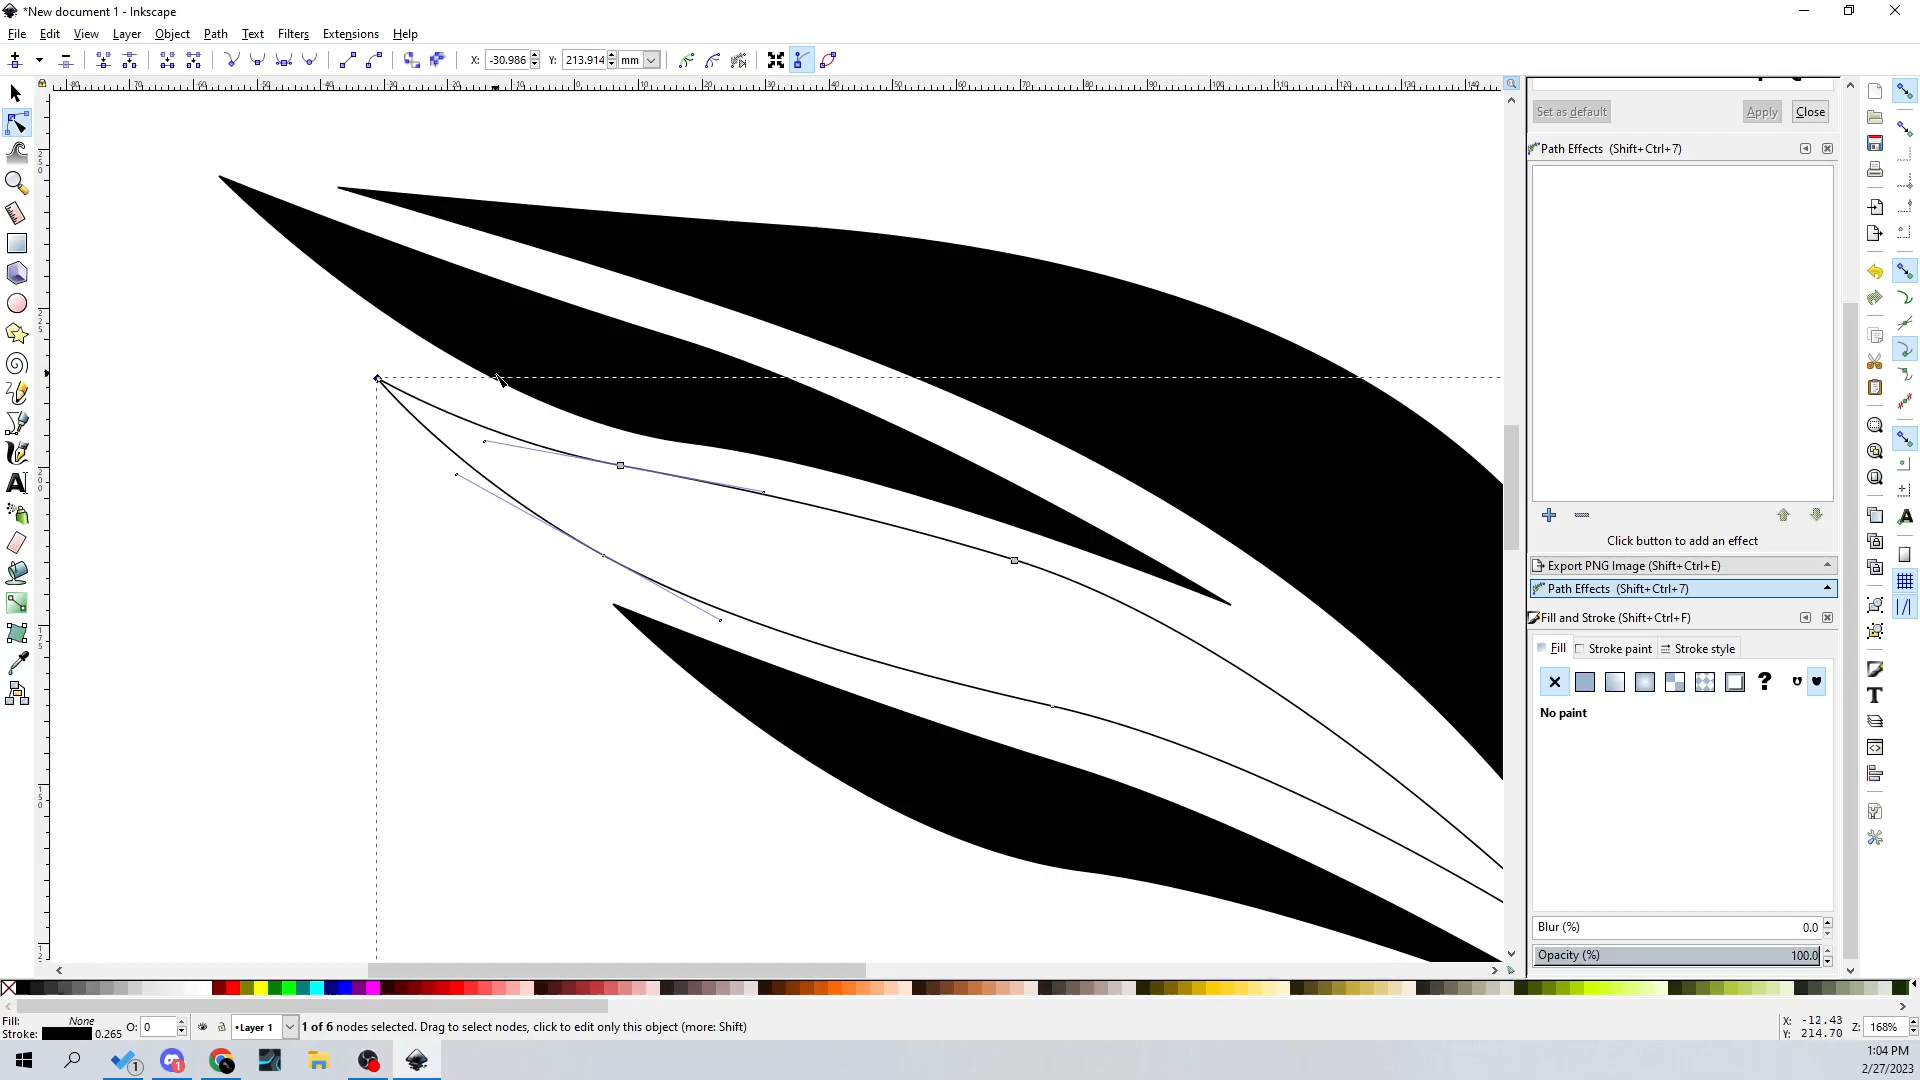 *New document 1 - Inkscape
File Edit View Layer Object Path Text Filters Extensions Help
X: -30.986 Y: 213.914 mm
Set as default Apply Close
Path Effects (Shift+Ctrl+7)
Click button to add an effect
Export PNG Image (Shift+Ctrl+E)
Path Effects (Shift+Ctrl+7)
Fill and Stroke (Shift+Ctrl+F)
Fill Stroke paint Stroke style
No paint
Blur (%) 0.0
Opacity (%) 100.0
Fill: None
Stroke: 0.265
O: 0
•Layer 1
1 of 6 nodes selected. Drag to select nodes, click to edit only this object (more: Shift)
X: -12.43
Y: 214.70
Z: 168%
1:04 PM
2/27/2023